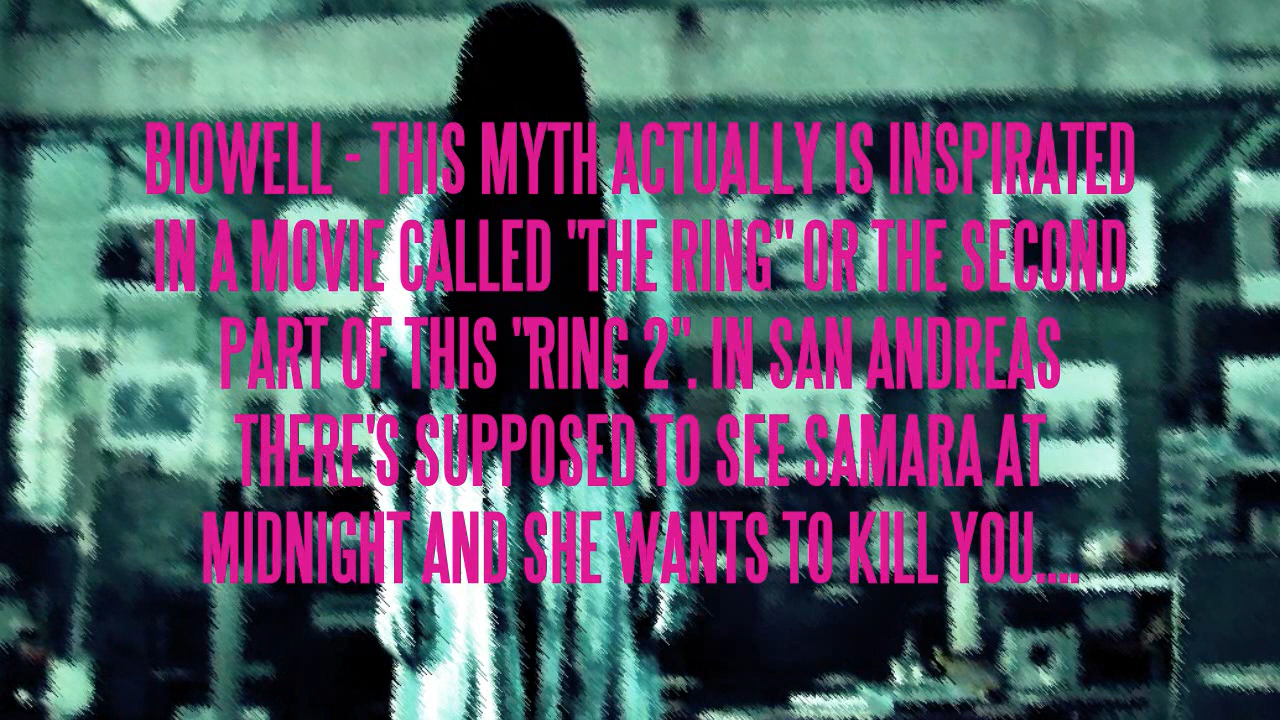 BIOWELL - THIS MYTH ACTUALLY IS INSPIRATED
IN A MOVIE CALLED "THE RING" OR THE SECOND
PART OF THIS "RING 2". IN SAN ANDREAS
THERE'S SUPPOSED TO SEE SAMARA AT
MIDNIGHT AND SHE WANTS TO KILL YOU....